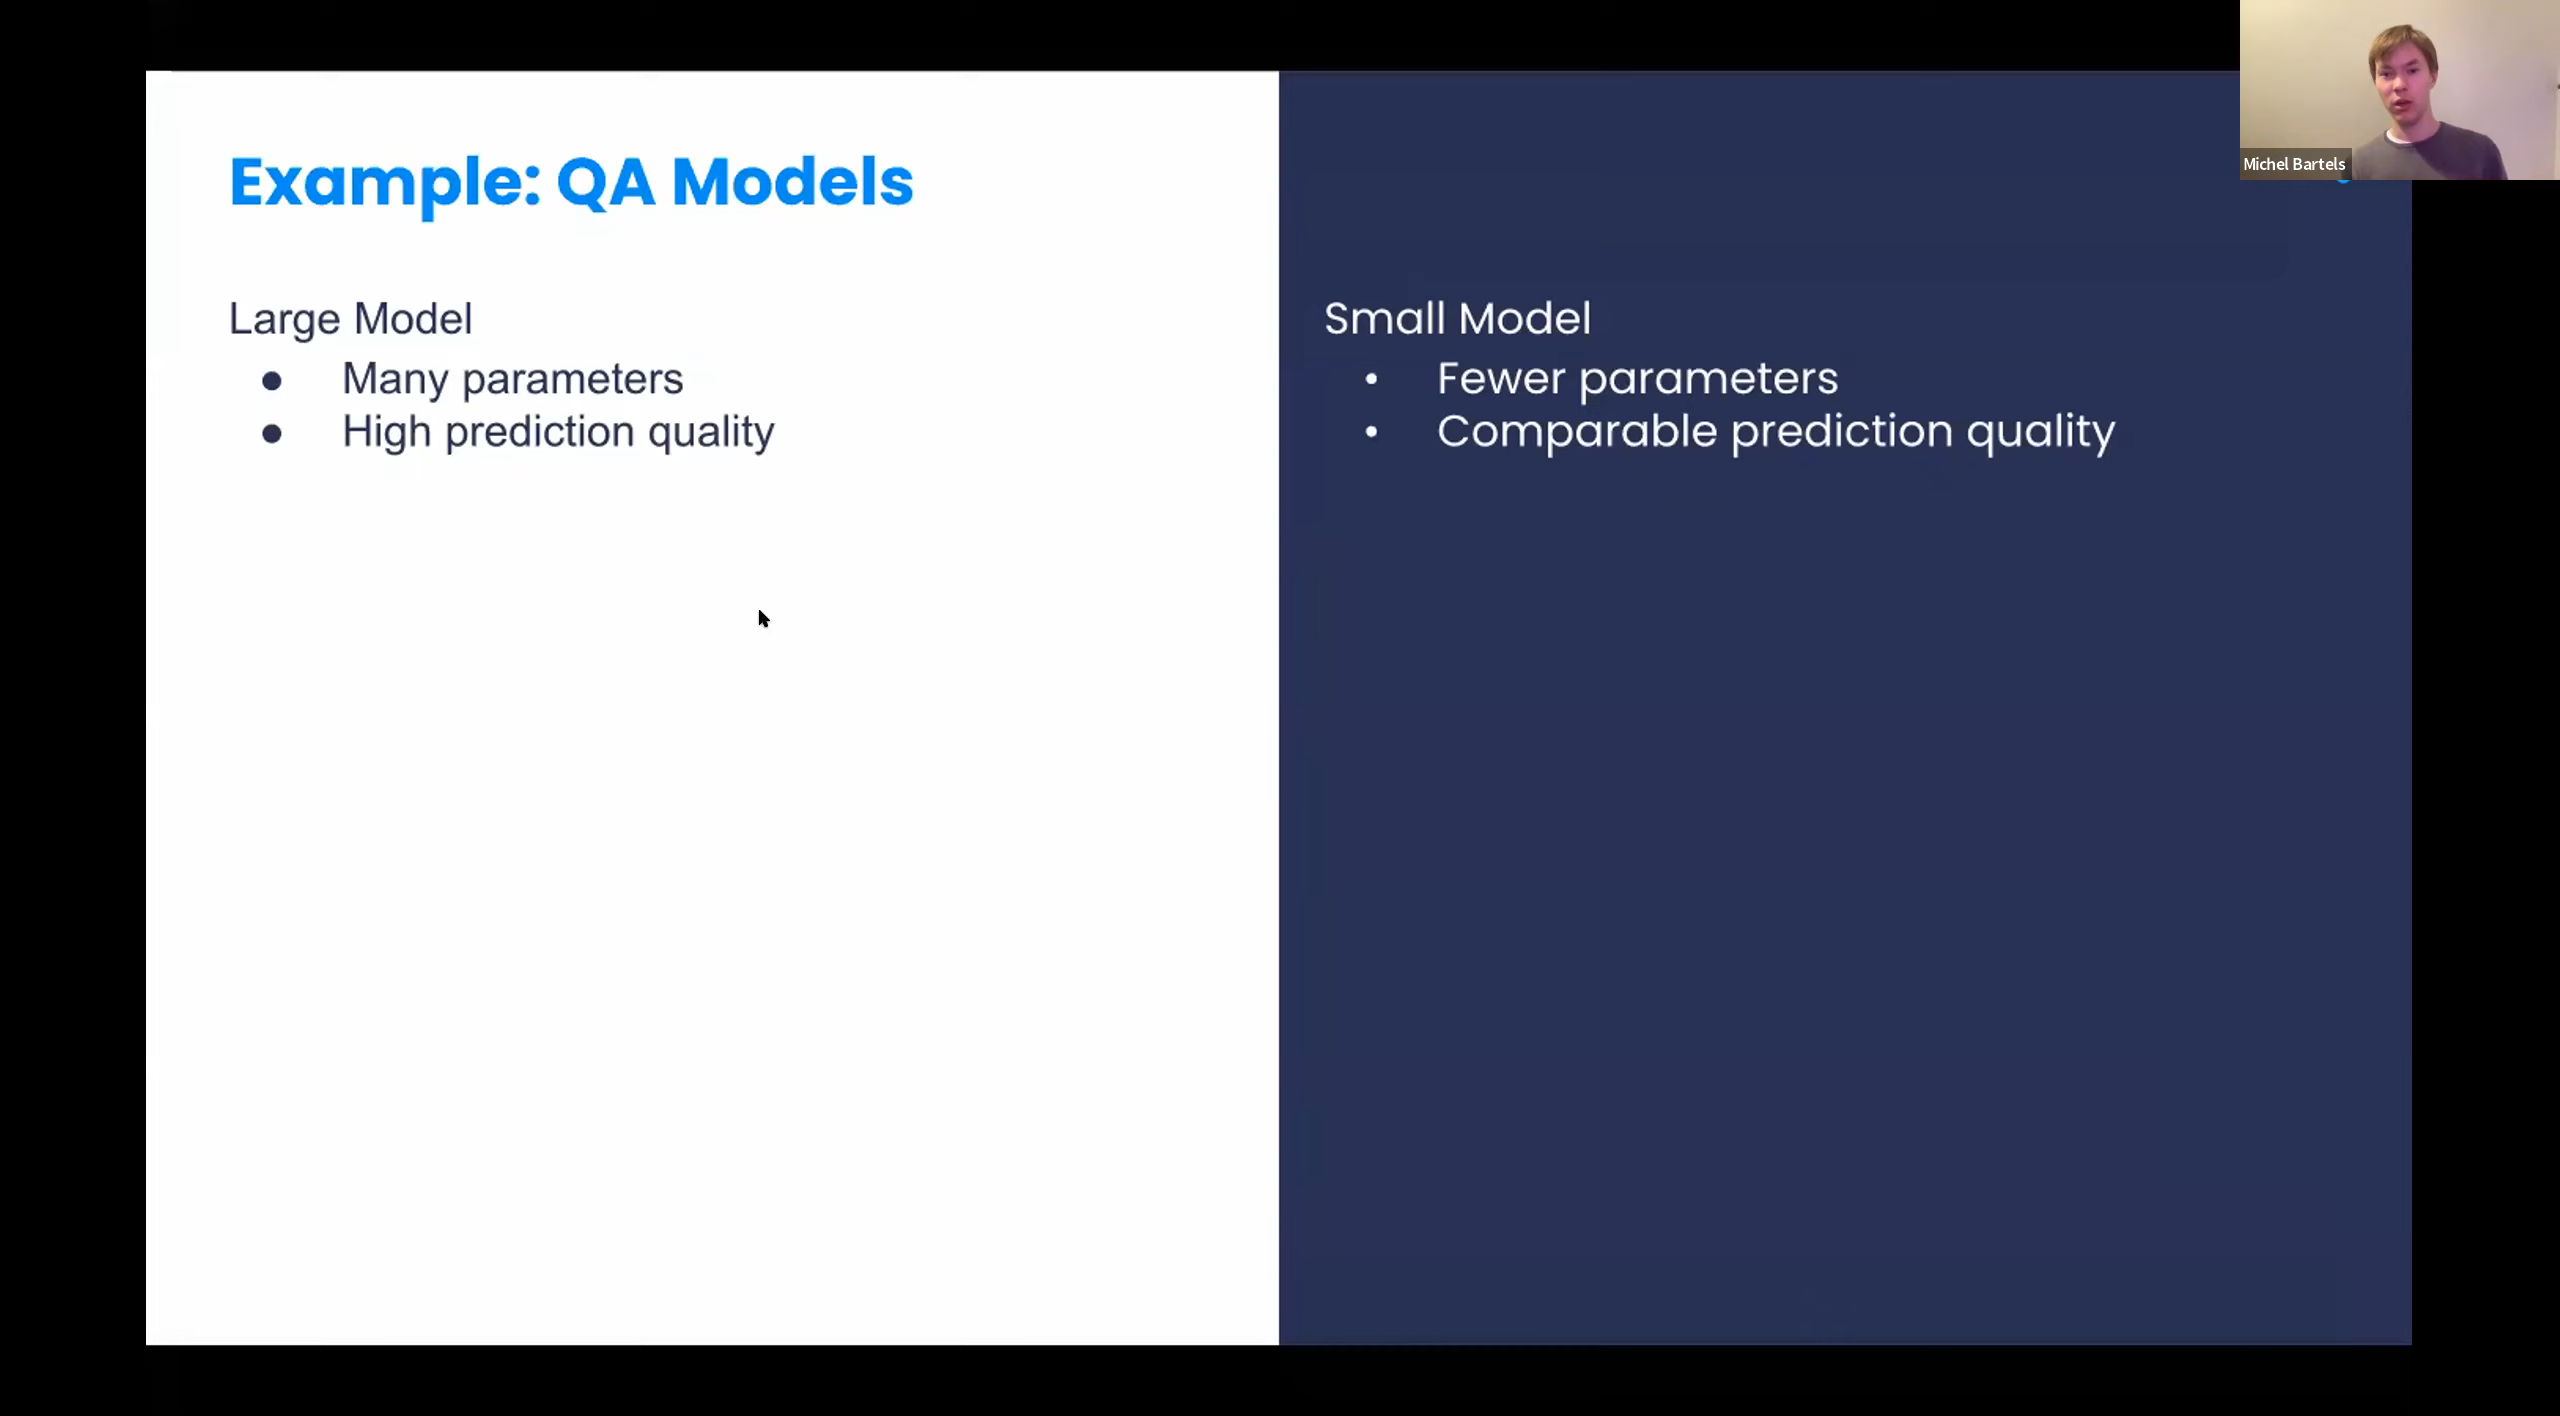 Example: QA Models
Large Model
● Many parameters
● High prediction quality
Small Model
• Fewer parameters
• Comparable prediction quality
Michel Bartels